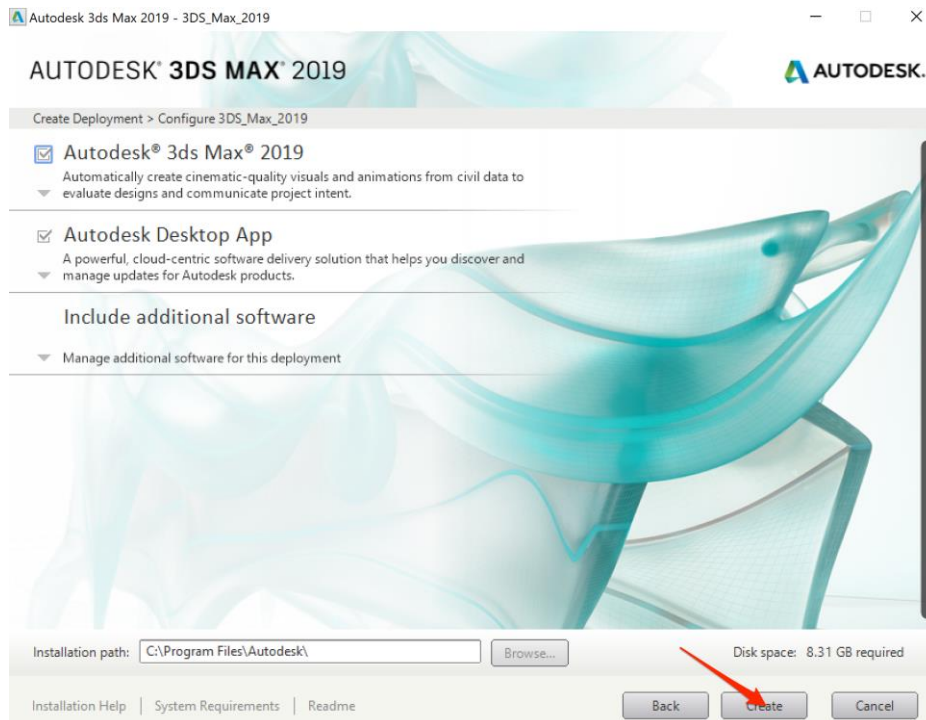 Autodesk 3ds Max 2019 - 3DS_Max_2019
AUTODESK® 3DS MAX® 2019
AUTODESK.
Create Deployment > Configure 3DS_Max_2019
Autodesk® 3ds Max® 2019
Automatically create cinematic-quality visuals and animations from civil data to
evaluate designs and communicate project intent.
Autodesk Desktop App
A powerful, cloud-centric software delivery solution that helps you discover and
manage updates for Autodesk products.
Include additional software
Manage additional software for this deployment
Installation path: C:\Program Files\Autodesk\ Browse... Disk space: 8.31 GB required
Installation Help | System Requirements | Readme Back Create Cancel